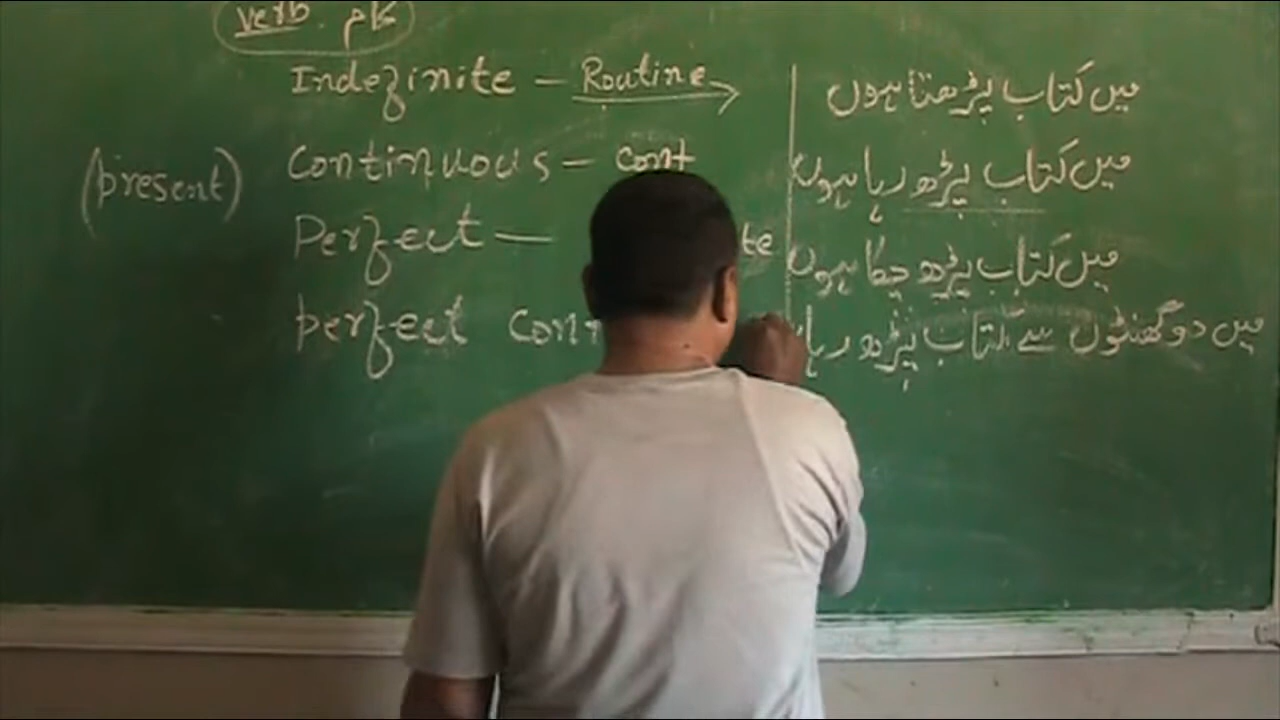 verb. کام
Indefinite — Routine → میں کتاب پڑھتا ہوں
(present) Continuous — cont میں کتاب پڑھ رہا ہوں
Perfect — te میں کتاب پڑھ چکا ہوں
perfect Cont میں دو گھنٹوں سے کتاب پڑھ رہا